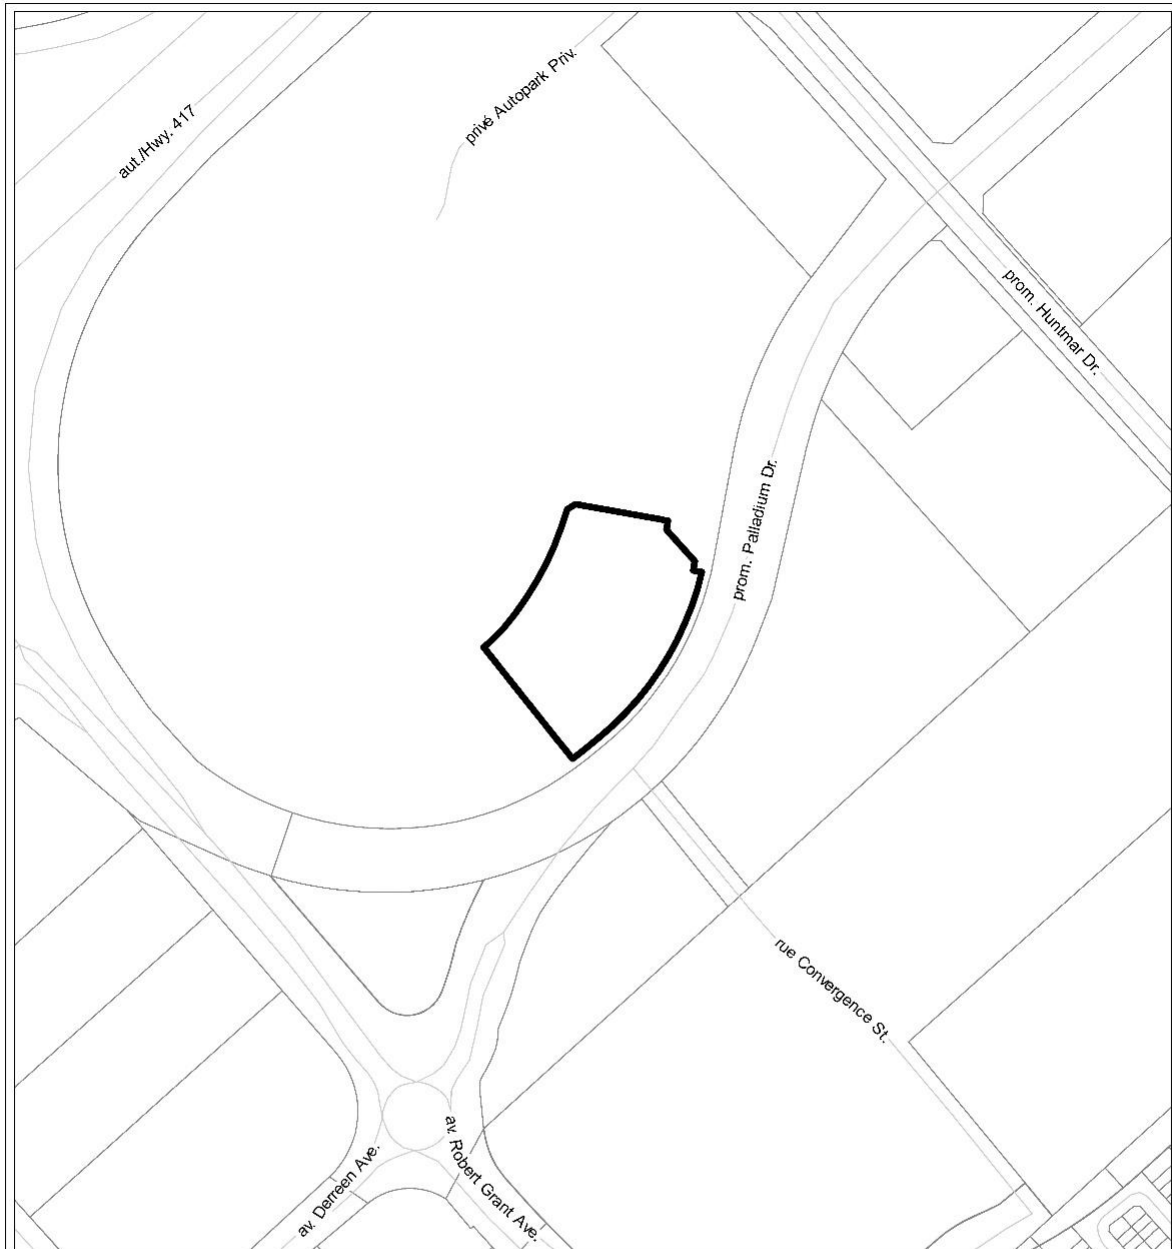 privé Autopark Priv.
aut./Hwy. 417
prom. Huntmar Dr.
prom. Palladium Dr.
rue Convergence St.
av. Robert Grant Ave.
av. Derreen Ave.